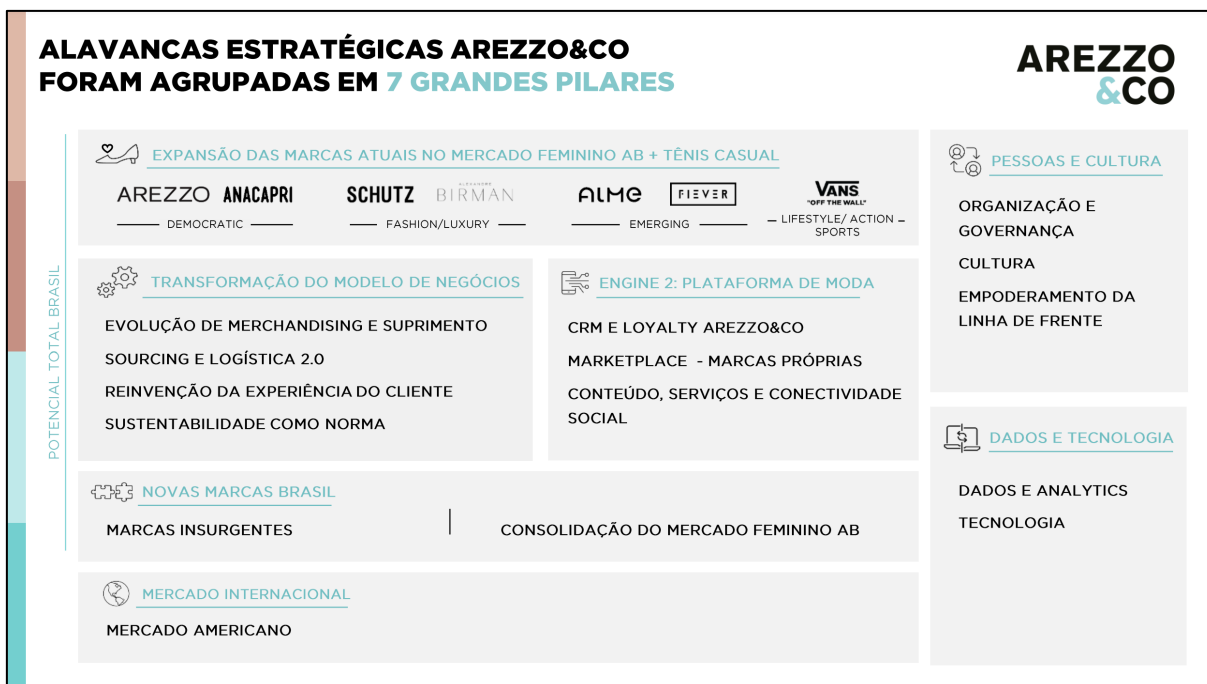 ALAVANCAS ESTRATÉGICAS AREZZO&CO
FORAM AGRUPADAS EM 7 GRANDES PILARES
AREZZO
&CO
POTENCIAL TOTAL BRASIL
EXPANSÃO DAS MARCAS ATUAIS NO MERCADO FEMININO AB + TÊNIS CASUAL
AREZZO ANACAPRI
DEMOCRATIC
SCHUTZ ALEXANDRE BIRMAN
FASHION/LUXURY
ALME FIEVER
EMERGING
VANS
"OFF THE WALL"
LIFESTYLE/ ACTION
SPORTS
TRANSFORMAÇÃO DO MODELO DE NEGÓCIOS
EVOLUÇÃO DE MERCHANDISING E SUPRIMENTO
SOURCING E LOGÍSTICA 2.0
REINVENÇÃO DA EXPERIÊNCIA DO CLIENTE
SUSTENTABILIDADE COMO NORMA
ENGINE 2: PLATAFORMA DE MODA
CRM E LOYALTY AREZZO&CO
MARKETPLACE - MARCAS PRÓPRIAS
CONTEÚDO, SERVIÇOS E CONECTIVIDADE
SOCIAL
NOVAS MARCAS BRASIL
MARCAS INSURGENTES | CONSOLIDAÇÃO DO MERCADO FEMININO AB
MERCADO INTERNACIONAL
MERCADO AMERICANO
PESSOAS E CULTURA
ORGANIZAÇÃO E
GOVERNANÇA
CULTURA
EMPODERAMENTO DA
LINHA DE FRENTE
DADOS E TECNOLOGIA
DADOS E ANALYTICS
TECNOLOGIA